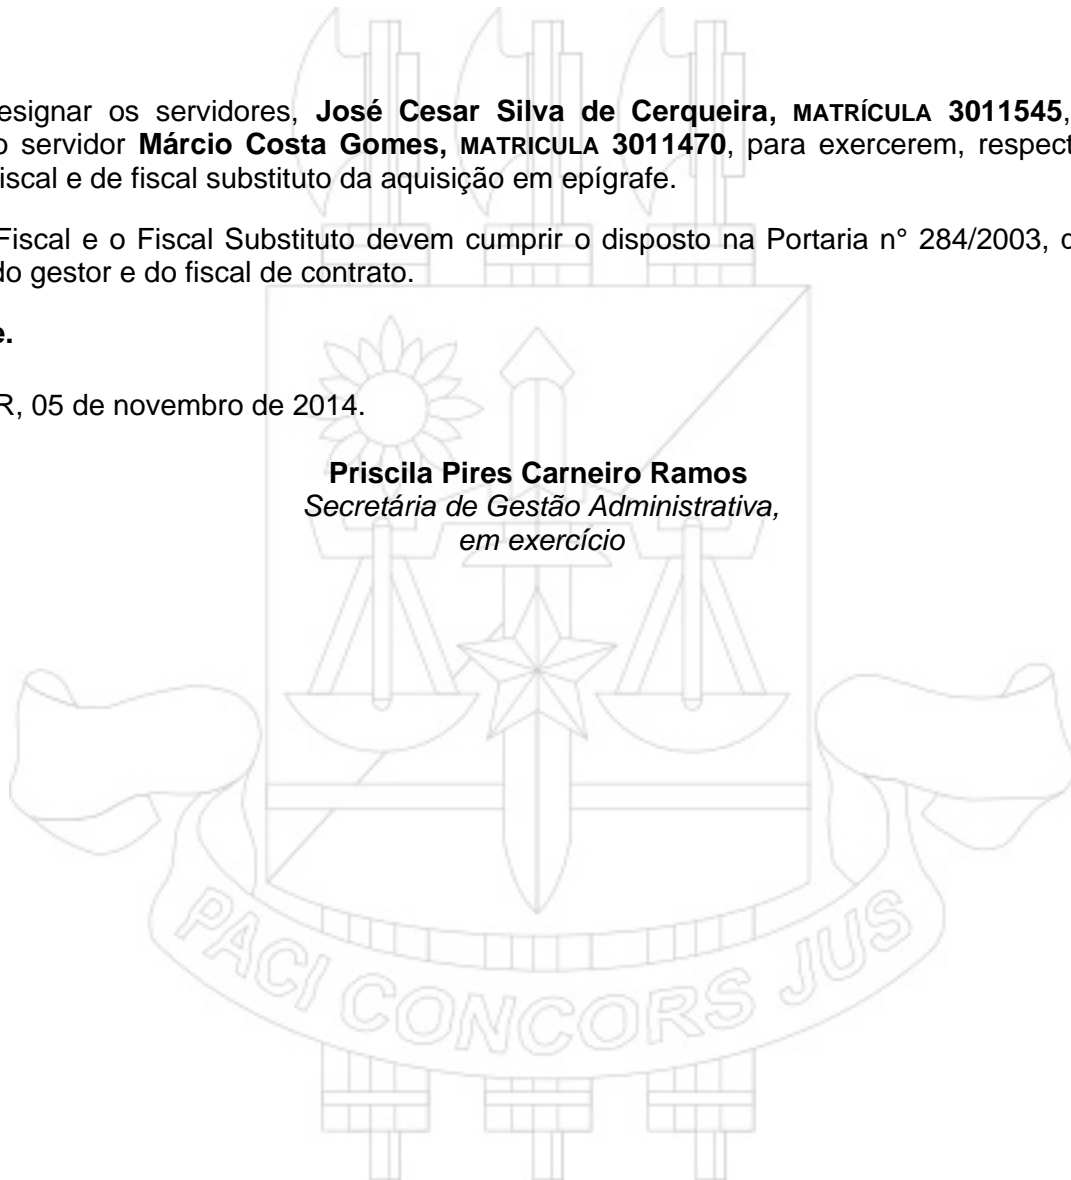 esignar os servidores, José Cesar Silva de Cerqueira, MATRÍCULA 3011545,
o servidor Márcio Costa Gomes, MATRICULA 3011470, para exercerem, respect
iscal e de fiscal substituto da aquisição em epígrafe.
Fiscal e o Fiscal Substituto devem cumprir o disposto na Portaria n° 284/2003,
do gestor e do fiscal de contrato.
e.
R, 05 de novembro de 2014.
Priscila Pires Carneiro Ramos
Secretária de Gestão Administrativa,
em exercício
PACI CONCORS JUS